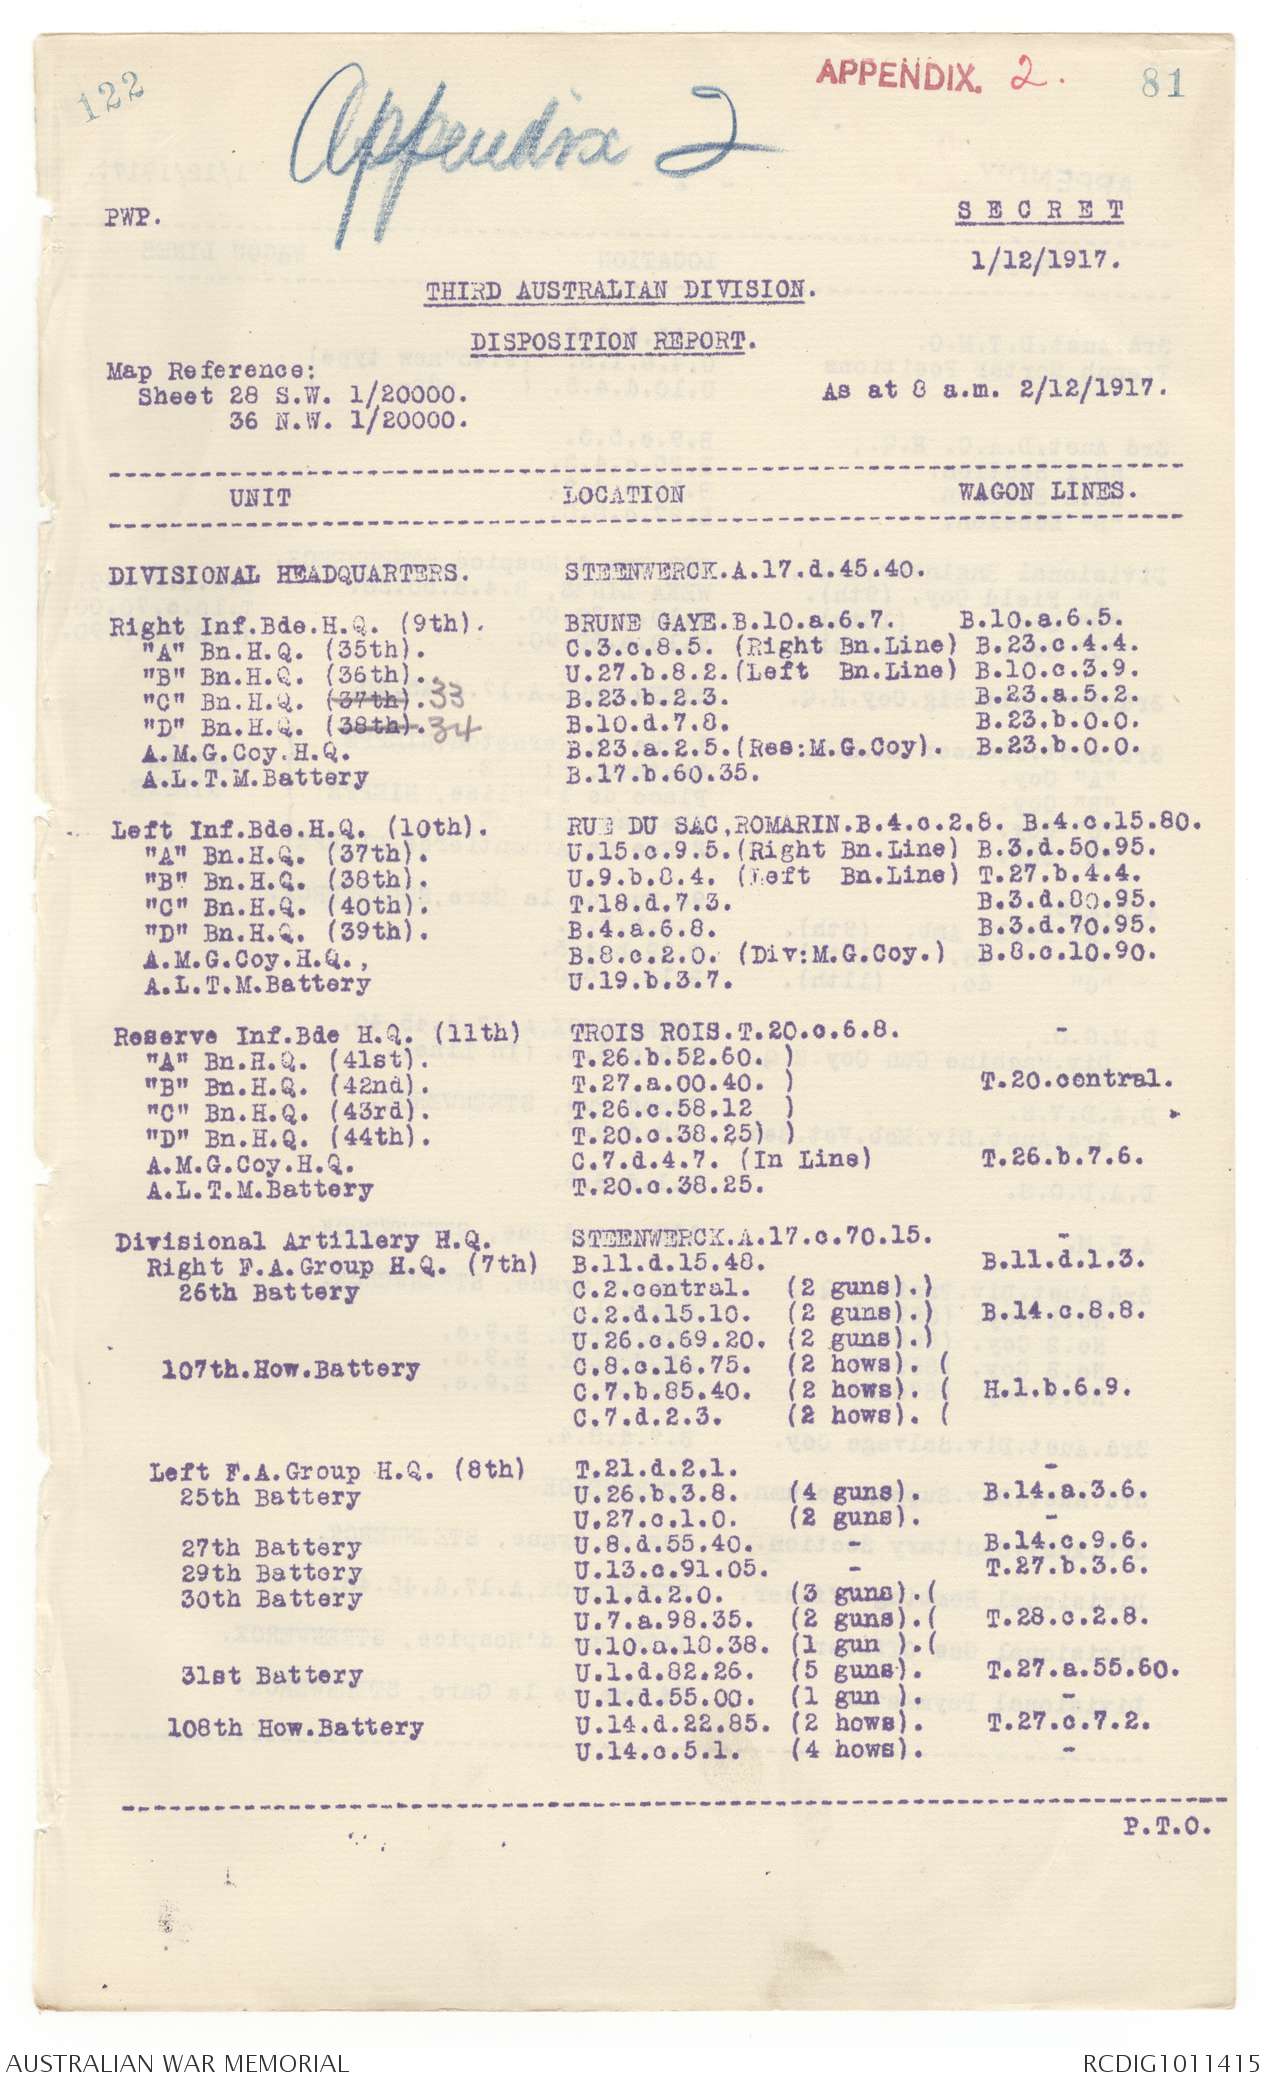 122
APPENDIX. 2.
81
Appendix 2
PWP.
SECRET
1/12/1917.
THIRD AUSTRALIAN DIVISION.
DISPOSITION REPORT.
Map Reference:
Sheet 28 S.W. 1/20000.
36 N.W. 1/20000.
As at 8 a.m. 2/12/1917.
UNIT LOCATION WAGON LINES.
DIVISIONAL HEADQUARTERS. STEENWERCK.A.17.d.45.40.
Right Inf.Bde.H.Q. (9th). BRUNE GAYE.B.10.a.6.7. B.10.a.6.5.
"A" Bn.H.Q. (35th). C.3.c.8.5. (Right Bn.Line) B.23.c.4.4.
"B" Bn.H.Q. (36th). U.27.b.8.2.(Left Bn.Line) B.10.c.3.9.
"C" Bn.H.Q. (37th).33 B.23.b.2.3. B.23.a.5.2.
"D" Bn.H.Q. (38th).34 B.10.d.7.8. B.23.b.0.0.
A.M.G.Coy.H.Q. B.23.a.2.5.(Res:M.G.Coy). B.23.b.0.0.
A.L.T.M.Battery B.17.b.60.35.
Left Inf.Bde.H.Q. (10th). RUE DU SAC,ROMARIN.B.4.c.2.8. B.4.c.15.80.
"A" Bn.H.Q. (37th). U.15.c.9.5.(Right Bn.Line) B.3.d.50.95.
"B" Bn.H.Q. (38th). U.9.b.8.4. (Left Bn.Line) T.27.b.4.4.
"C" Bn.H.Q. (40th). T.18.d.7.3. B.3.d.80.95.
"D" Bn.H.Q. (39th). B.4.a.6.8. B.3.d.70.95.
A.M.G.Coy.H.Q., B.8.c.2.0. (Div:M.G.Coy.) B.8.c.10.90.
A.L.T.M.Battery U.19.b.3.7.
Reserve Inf.Bde H.Q. (11th) TROIS ROIS.T.20.c.6.8. -
"A" Bn.H.Q. (41st). T.26.b.52.60. )
"B" Bn.H.Q. (42nd). T.27.a.00.40. ) T.20.central.
"C" Bn.H.Q. (43rd). T.26.c.58.12 )
"D" Bn.H.Q. (44th). T.20.c.38.25) )
A.M.G.Coy.H.Q. C.7.d.4.7. (In Line) T.26.b.7.6.
A.L.T.M.Battery T.20.c.38.25.
Divisional Artillery H.Q. STEENWERCK.A.17.c.70.15. -
Right F.A.Group H.Q. (7th) B.11.d.15.48. B.11.d.1.3.
26th Battery C.2.central. (2 guns).)
C.2.d.15.10. (2 guns).) B.14.c.8.8.
U.26.c.69.20. (2 guns).)
107th.How.Battery C.8.c.16.75. (2 hows). (
C.7.b.85.40. (2 hows). ( H.1.b.6.9.
C.7.d.2.3. (2 hows). (
Left F.A.Group H.Q. (8th) T.21.d.2.1. -
25th Battery U.26.b.3.8. (4 guns). B.14.a.3.6.
U.27.c.1.0. (2 guns). -
27th Battery U.8.d.55.40. - B.14.c.9.6.
29th Battery U.13.c.91.05. - T.27.b.3.6.
30th Battery U.1.d.2.0. (3 guns).(
U.7.a.98.35. (2 guns).( T.28.c.2.8.
U.10.a.18.38. (1 gun ).(
31st Battery U.1.d.82.26. (5 guns). T.27.a.55.60.
U.1.d.55.00. (1 gun ). -
108th How.Battery U.14.d.22.85. (2 hows). T.27.c.7.2.
U.14.c.5.1. (4 hows). -
P.T.O.
AUSTRALIAN WAR MEMORIAL
RCDIG1011415